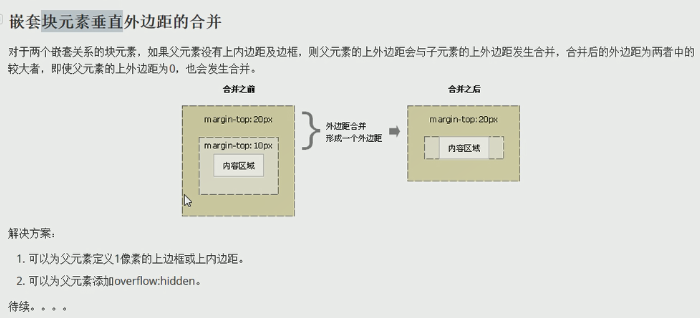 嵌套块元素垂直外边距的合并
对于两个嵌套关系的块元素，如果父元素没有上内边距及边框，则父元素的上外边距会与子元素的上外边距发生合并，合并后的外边距为两者中的
较大者，即使父元素的上外边距为0，也会发生合并。
合并之前
合并之后
margin-top:20px
margin-top:10px
内容区域
外边距合并
形成一个外边距
margin-top:20px
内容区域
解决方案：
1. 可以为父元素定义1像素的上边框或上内边距。
2. 可以为父元素添加overflow:hidden。
待续。。。。